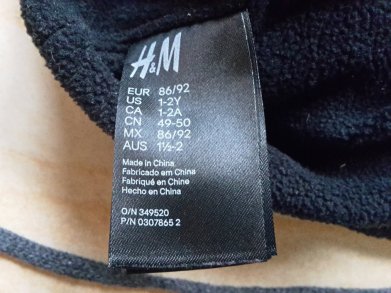 H&M
EUR 86/92
US 1-2Y
CA 1-2A
CN 49-50
MX 86/92
AUS 1½-2
Made in China
Fabricado em China
Fabriqué en Chine
Hecho en China
O/N 349520
P/N 0307865 2